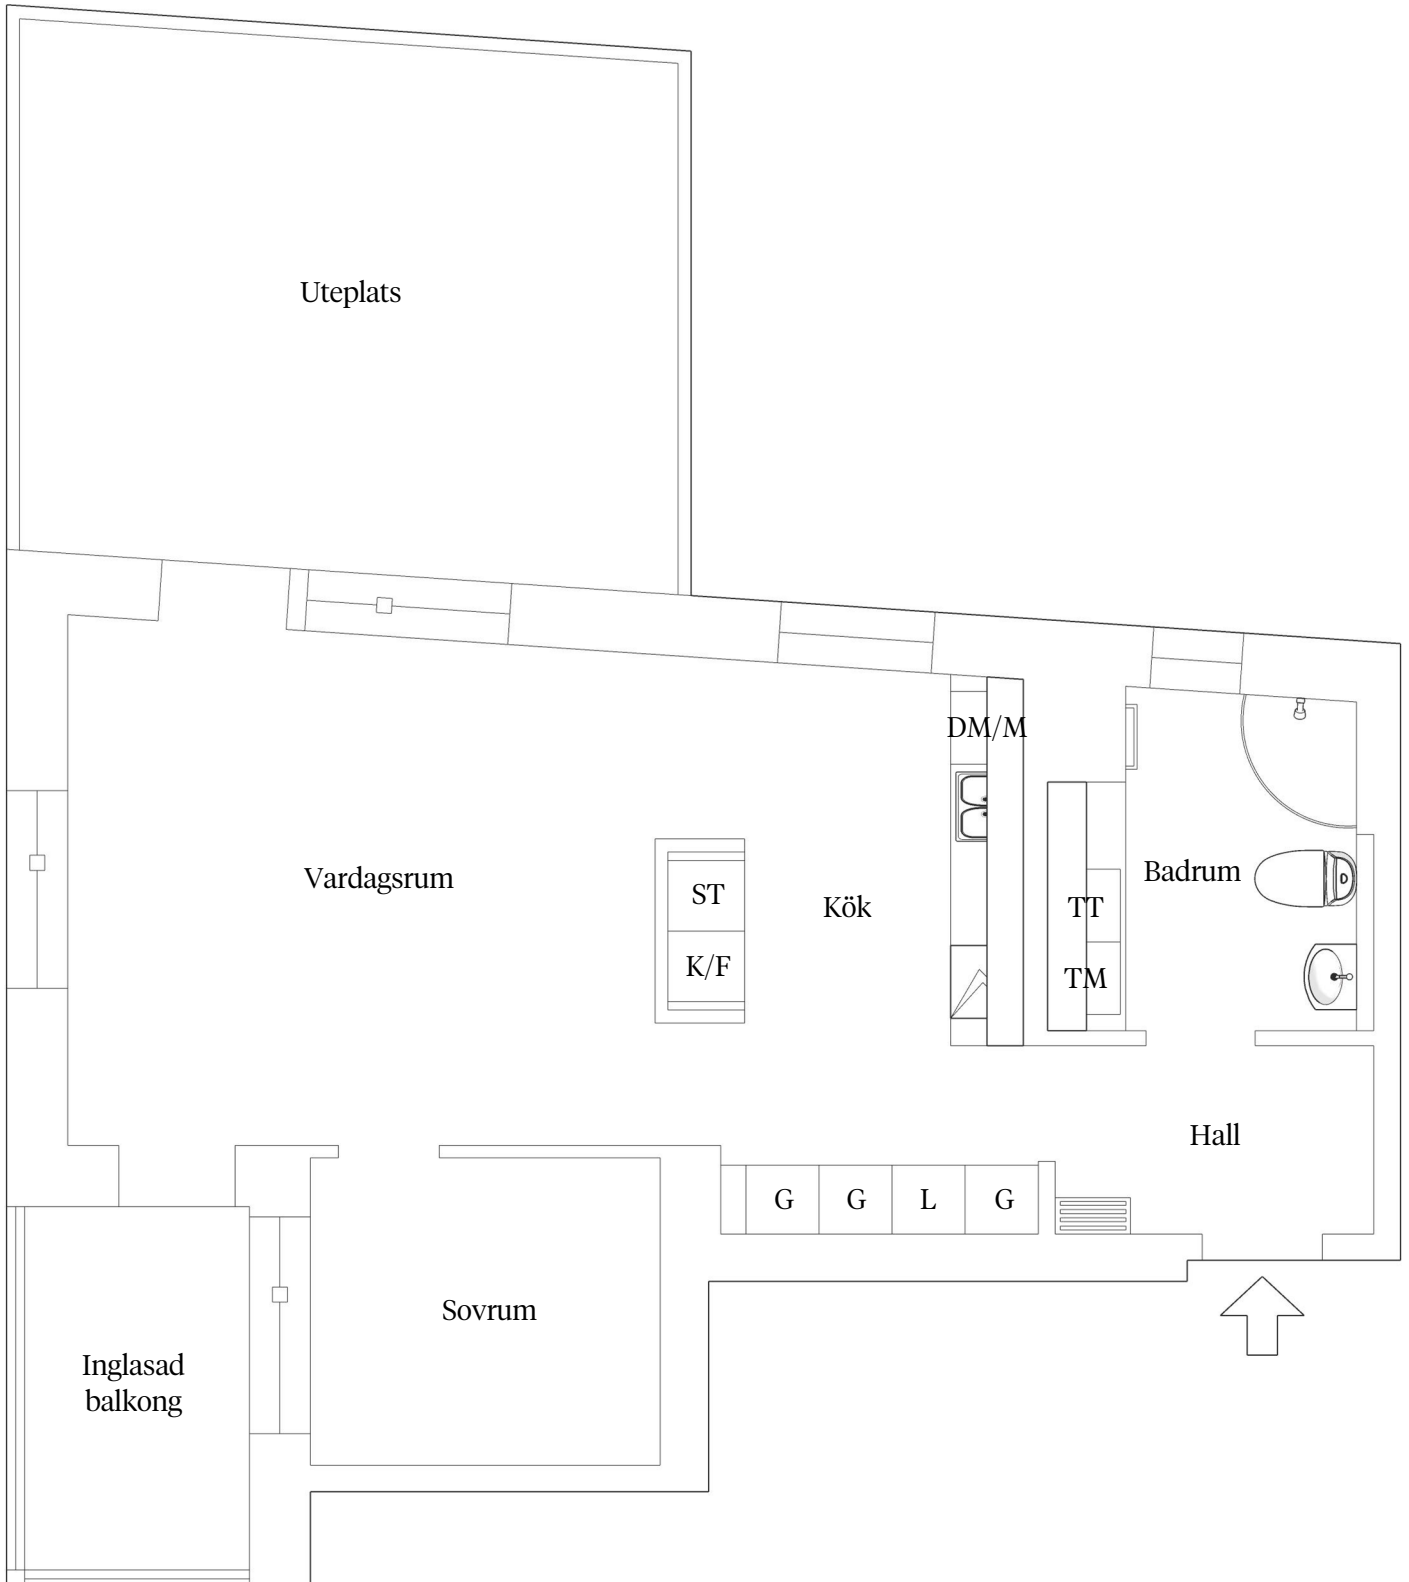 Uteplats
DM/M
Vardagsrum
ST
Kök
Badrum
TT
K/F
TM
Hall
G
G
L
G
Sovrum
Inglasad
balkong